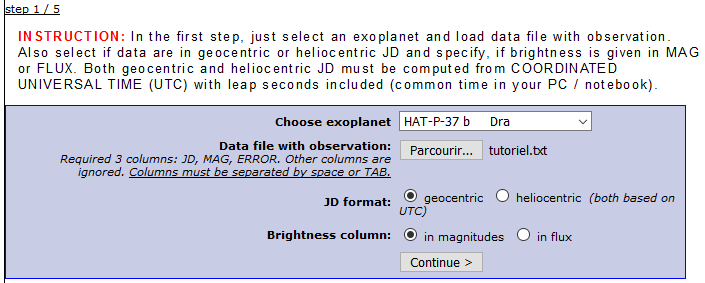 step 1 / 5
INSTRUCTION: In the first step, just select an exoplanet and load data file with observation.
Also select if data are in geocentric or heliocentric JD and specify, if brightness is given in MAG
or FLUX. Both geocentric and heliocentric JD must be computed from COORDINATED
UNIVERSAL TIME (UTC) with leap seconds included (common time in your PC / notebook).
Choose exoplanet HAT-P-37 b Dra
Data file with observation: Parcourir... tutoriel.txt
Required 3 columns: JD, MAG, ERROR. Other columns are
ignored. Columns must be separated by space or TAB.
JD format: geocentric heliocentric (both based on
UTC)
Brightness column: in magnitudes in flux
Continue >